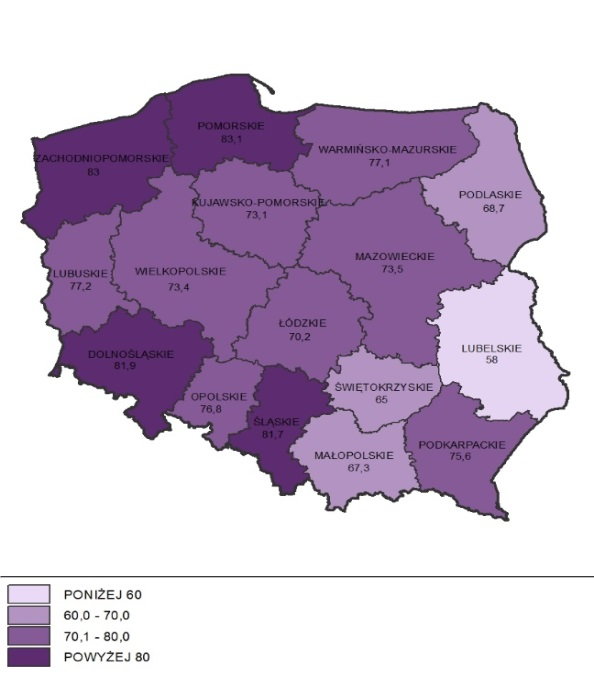 POMORSKIE
83,1
ZACHODNIOPOMORSKIE
83
WARMIŃSKO-MAZURSKIE
77,1
PODLASKIE
68,7
KUJAWSKO-POMORSKIE
73,1
MAZOWIECKIE
73,5
LUBUSKIE
77,2
WIELKOPOLSKIE
73,4
ŁÓDZKIE
70,2
LUBELSKIE
58
DOLNOŚLĄSKIE
81,9
OPOLSKIE
76,8
ŚWIĘTOKRZYSKIE
65
ŚLĄSKIE
81,7
MAŁOPOLSKIE
67,3
PODKARPACKIE
75,6
PONIŻEJ 60
60,0 - 70,0
70,1 - 80,0
POWYŻEJ 80